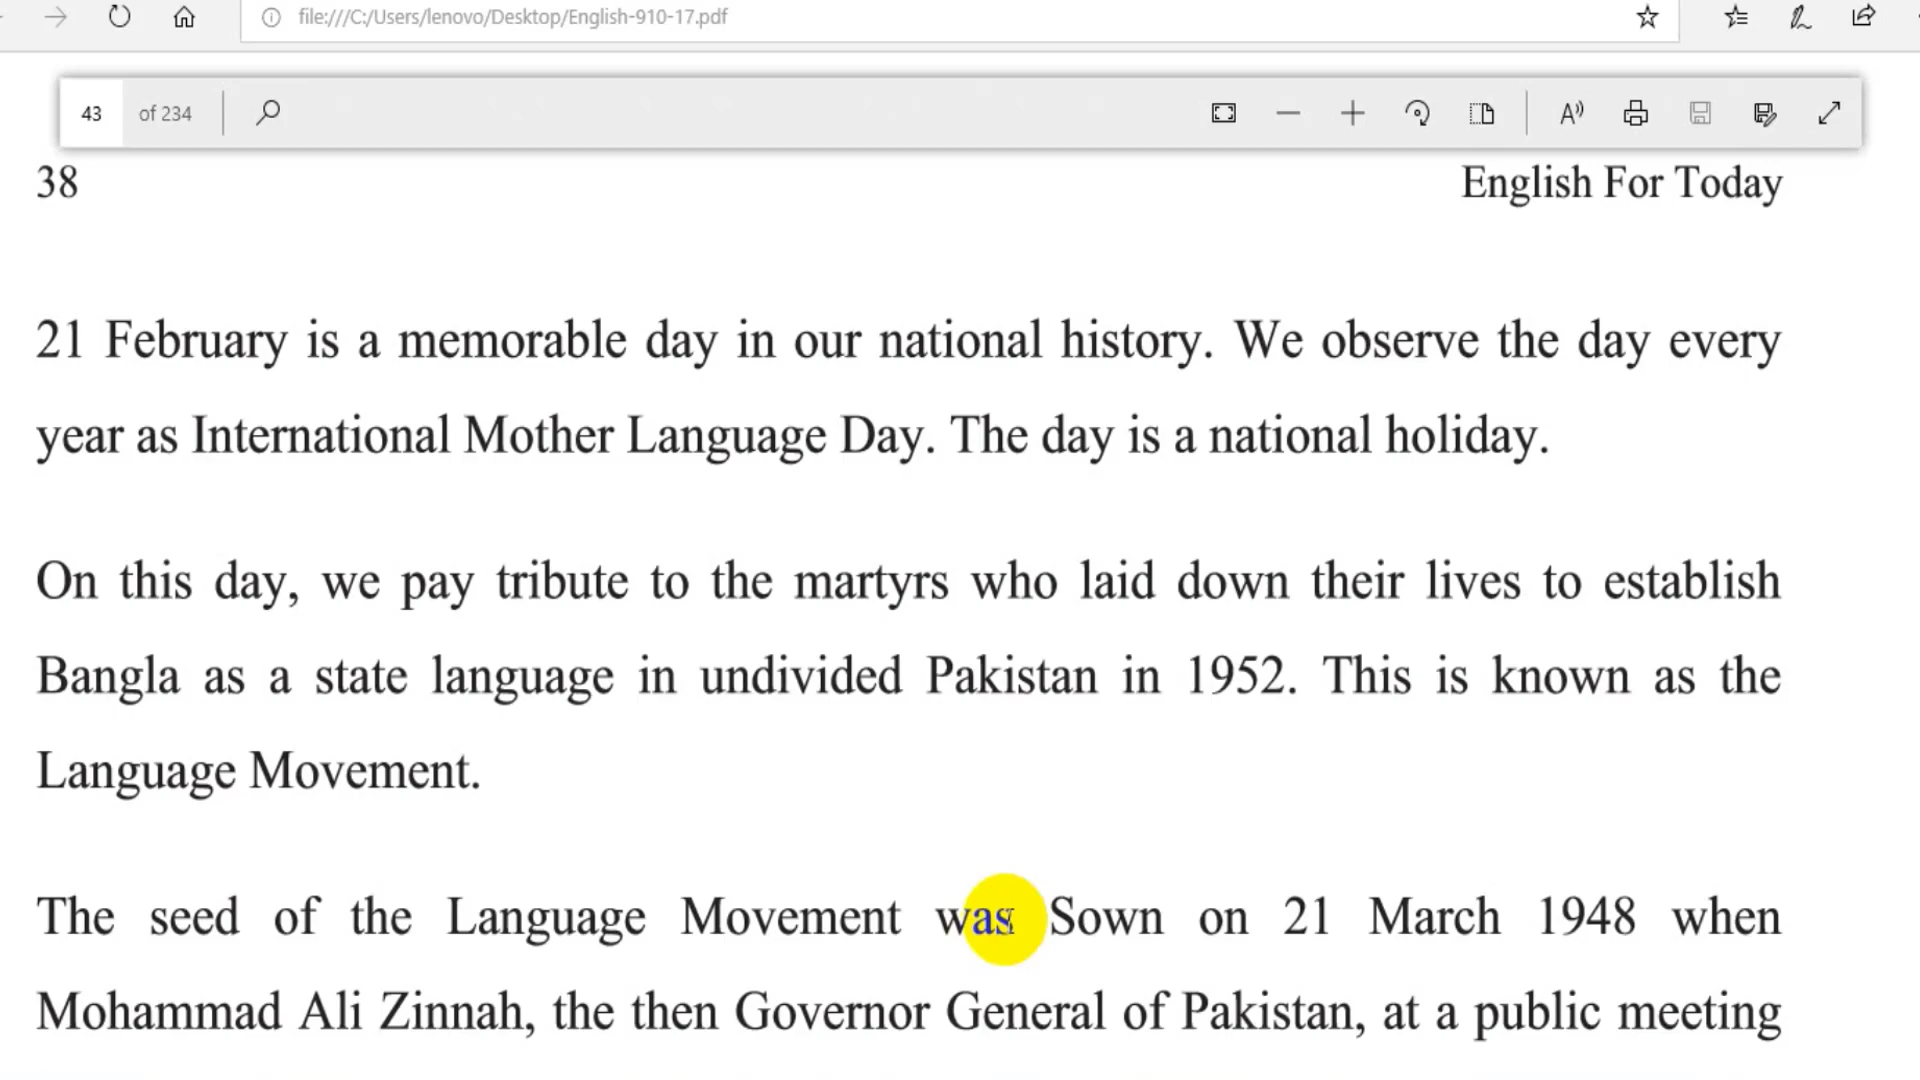 file:///C:/Users/lenovo/Desktop/English-910-17.pdf
43 of 234
38 English For Today
21 February is a memorable day in our national history. We observe the day every
year as International Mother Language Day. The day is a national holiday.
On this day, we pay tribute to the martyrs who laid down their lives to establish
Bangla as a state language in undivided Pakistan in 1952. This is known as the
Language Movement.
The seed of the Language Movement was Sown on 21 March 1948 when
Mohammad Ali Zinnah, the then Governor General of Pakistan, at a public meeting